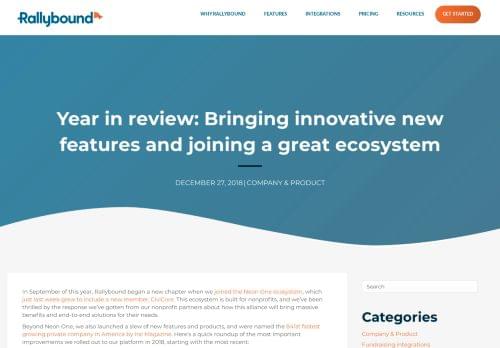 Rallybound
WHY RALLYBOUND
FEATURES
INTEGRATIONS
PRICING
RESOURCES
GET STARTED
Year in review: Bringing innovative new
features and joining a great ecosystem
DECEMBER 27, 2018 | COMPANY & PRODUCT
In September of this year, Rallybound began a new chapter when we joined the Neon One ecosystem, which
just last week grew to include a new member, CiviCore. This ecosystem is built for nonprofits, and we've been
thrilled by the response we've gotten from our nonprofit partners about how this alliance will bring massive
benefits and end-to-end solutions for their needs.
Beyond Neon One, we also launched a slew of new features and products, and were named the 841st fastest
growing private company in America by Inc Magazine. Here's a quick roundup of the most important
improvements we rolled out to our platform in 2018, starting with the most recent:
Search
Categories
Company & Product
Fundraising Integrations